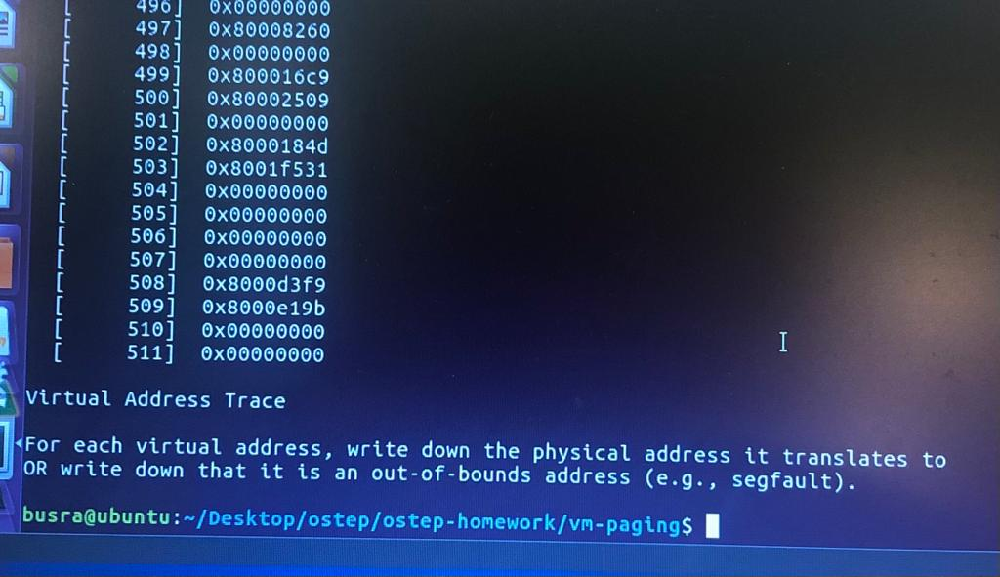 [     496]  0x00000000
[     497]  0x80008260
[     498]  0x00000000
[     499]  0x800016c9
[     500]  0x80002509
[     501]  0x00000000
[     502]  0x8000184d
[     503]  0x8001f531
[     504]  0x00000000
[     505]  0x00000000
[     506]  0x00000000
[     507]  0x00000000
[     508]  0x8000d3f9
[     509]  0x8000e19b
[     510]  0x00000000
[     511]  0x00000000
Virtual Address Trace
For each virtual address, write down the physical address it translates to
OR write down that it is an out-of-bounds address (e.g., segfault).
busra@ubuntu:~/Desktop/ostep/ostep-homework/vm-paging$